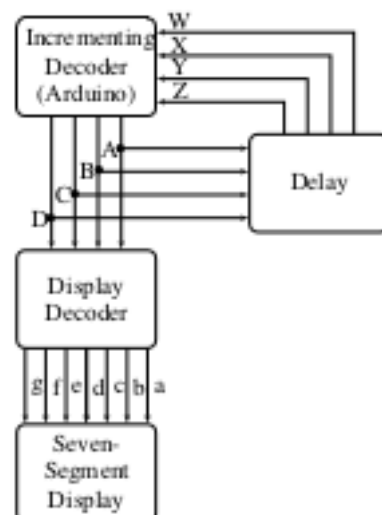 W
Incrementing
Decoder
(Arduino)
X
Y
Z
A
B
C
D
Delay
Display
Decoder
g f e d c b a
Seven-
Segment
Display